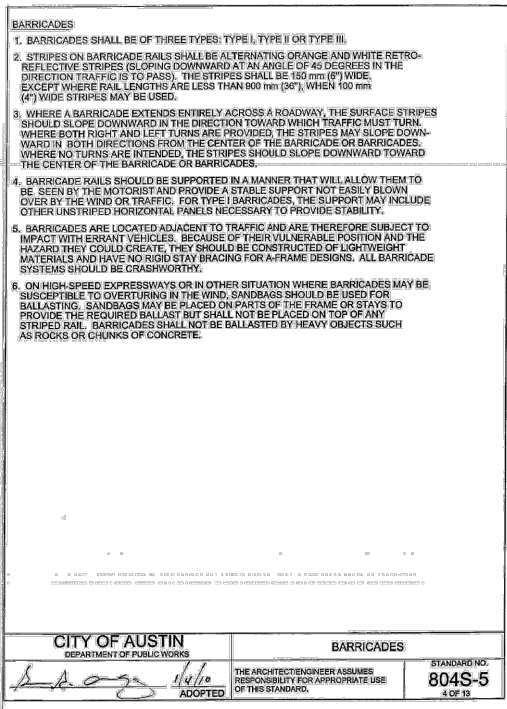 BARRICADES
1. BARRICADES SHALL BE OF THREE TYPES: TYPE I, TYPE II OR TYPE III.
2. STRIPES ON BARRICADE RAILS SHALL BE ALTERNATING ORANGE AND WHITE RETRO-
REFLECTIVE STRIPES (SLOPING DOWNWARD AT AN ANGLE OF 45 DEGREES IN THE
DIRECTION TRAFFIC IS TO PASS). THE STRIPES SHALL BE 150 mm (6") WIDE,
EXCEPT WHERE RAIL LENGTHS ARE LESS THAN 900 mm (36"), WHEN 100 mm
(4") WIDE STRIPES MAY BE USED.
3. WHERE A BARRICADE EXTENDS ENTIRELY ACROSS A ROADWAY, THE SURFACE STRIPES
SHOULD SLOPE DOWNWARD IN THE DIRECTION TOWARD WHICH TRAFFIC MUST TURN.
WHERE BOTH RIGHT AND LEFT TURNS ARE PROVIDED, THE STRIPES MAY SLOPE DOWN-
WARD IN BOTH DIRECTIONS FROM THE CENTER OF THE BARRICADE OR BARRICADES.
WHERE NO TURNS ARE INTENDED, THE STRIPES SHOULD SLOPE DOWNWARD TOWARD
THE CENTER OF THE BARRICADE OR BARRICADES.
4. BARRICADE RAILS SHOULD BE SUPPORTED IN A MANNER THAT WILL ALLOW THEM TO
BE SEEN BY THE MOTORIST AND PROVIDE A STABLE SUPPORT NOT EASILY BLOWN
OVER BY THE WIND OR TRAFFIC. FOR TYPE I BARRICADES, THE SUPPORT MAY INCLUDE
OTHER UNSTRIPED HORIZONTAL PANELS NECESSARY TO PROVIDE STABILITY.
5. BARRICADES ARE LOCATED ADJACENT TO TRAFFIC AND ARE THEREFORE SUBJECT TO
IMPACT WITH ERRANT VEHICLES. BECAUSE OF THEIR VULNERABLE POSITION AND THE
HAZARD THEY COULD CREATE, THEY SHOULD BE CONSTRUCTED OF LIGHTWEIGHT
MATERIALS AND HAVE NO RIGID STAY BRACING FOR A-FRAME DESIGNS. ALL BARRICADE
SYSTEMS SHOULD BE CRASHWORTHY.
6. ON HIGH-SPEED EXPRESSWAYS OR IN OTHER SITUATION WHERE BARRICADES MAY BE
SUSCEPTIBLE TO OVERTURING IN THE WIND, SANDBAGS SHOULD BE USED FOR
BALLASTING. SANDBAGS MAY BE PLACED ON PARTS OF THE FRAME OR STAYS TO
PROVIDE THE REQUIRED BALLAST BUT SHALL NOT BE PLACED ON TOP OF ANY
STRIPED RAIL. BARRICADES SHALL NOT BE BALLASTED BY HEAVY OBJECTS SUCH
AS ROCKS OR CHUNKS OF CONCRETE.
CITY OF AUSTIN
DEPARTMENT OF PUBLIC WORKS
BARRICADES
1/4/10
ADOPTED
THE ARCHITECT/ENGINEER ASSUMES
RESPONSIBILITY FOR APPROPRIATE USE
OF THIS STANDARD.
STANDARD NO.
804S-5
4 OF 13